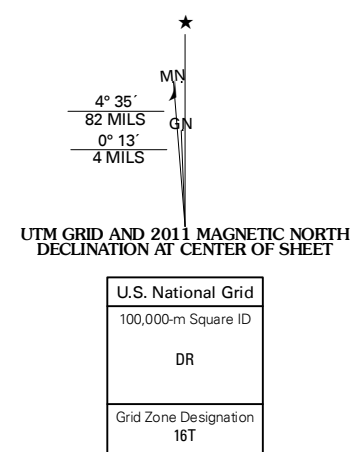 ★
MN
4° 35´
82 MILS
GN
0° 13´
4 MILS
UTM GRID AND 2011 MAGNETIC NORTH
DECLINATION AT CENTER OF SHEET
U.S. National Grid
100,000-m Square ID
DR
Grid Zone Designation
16T